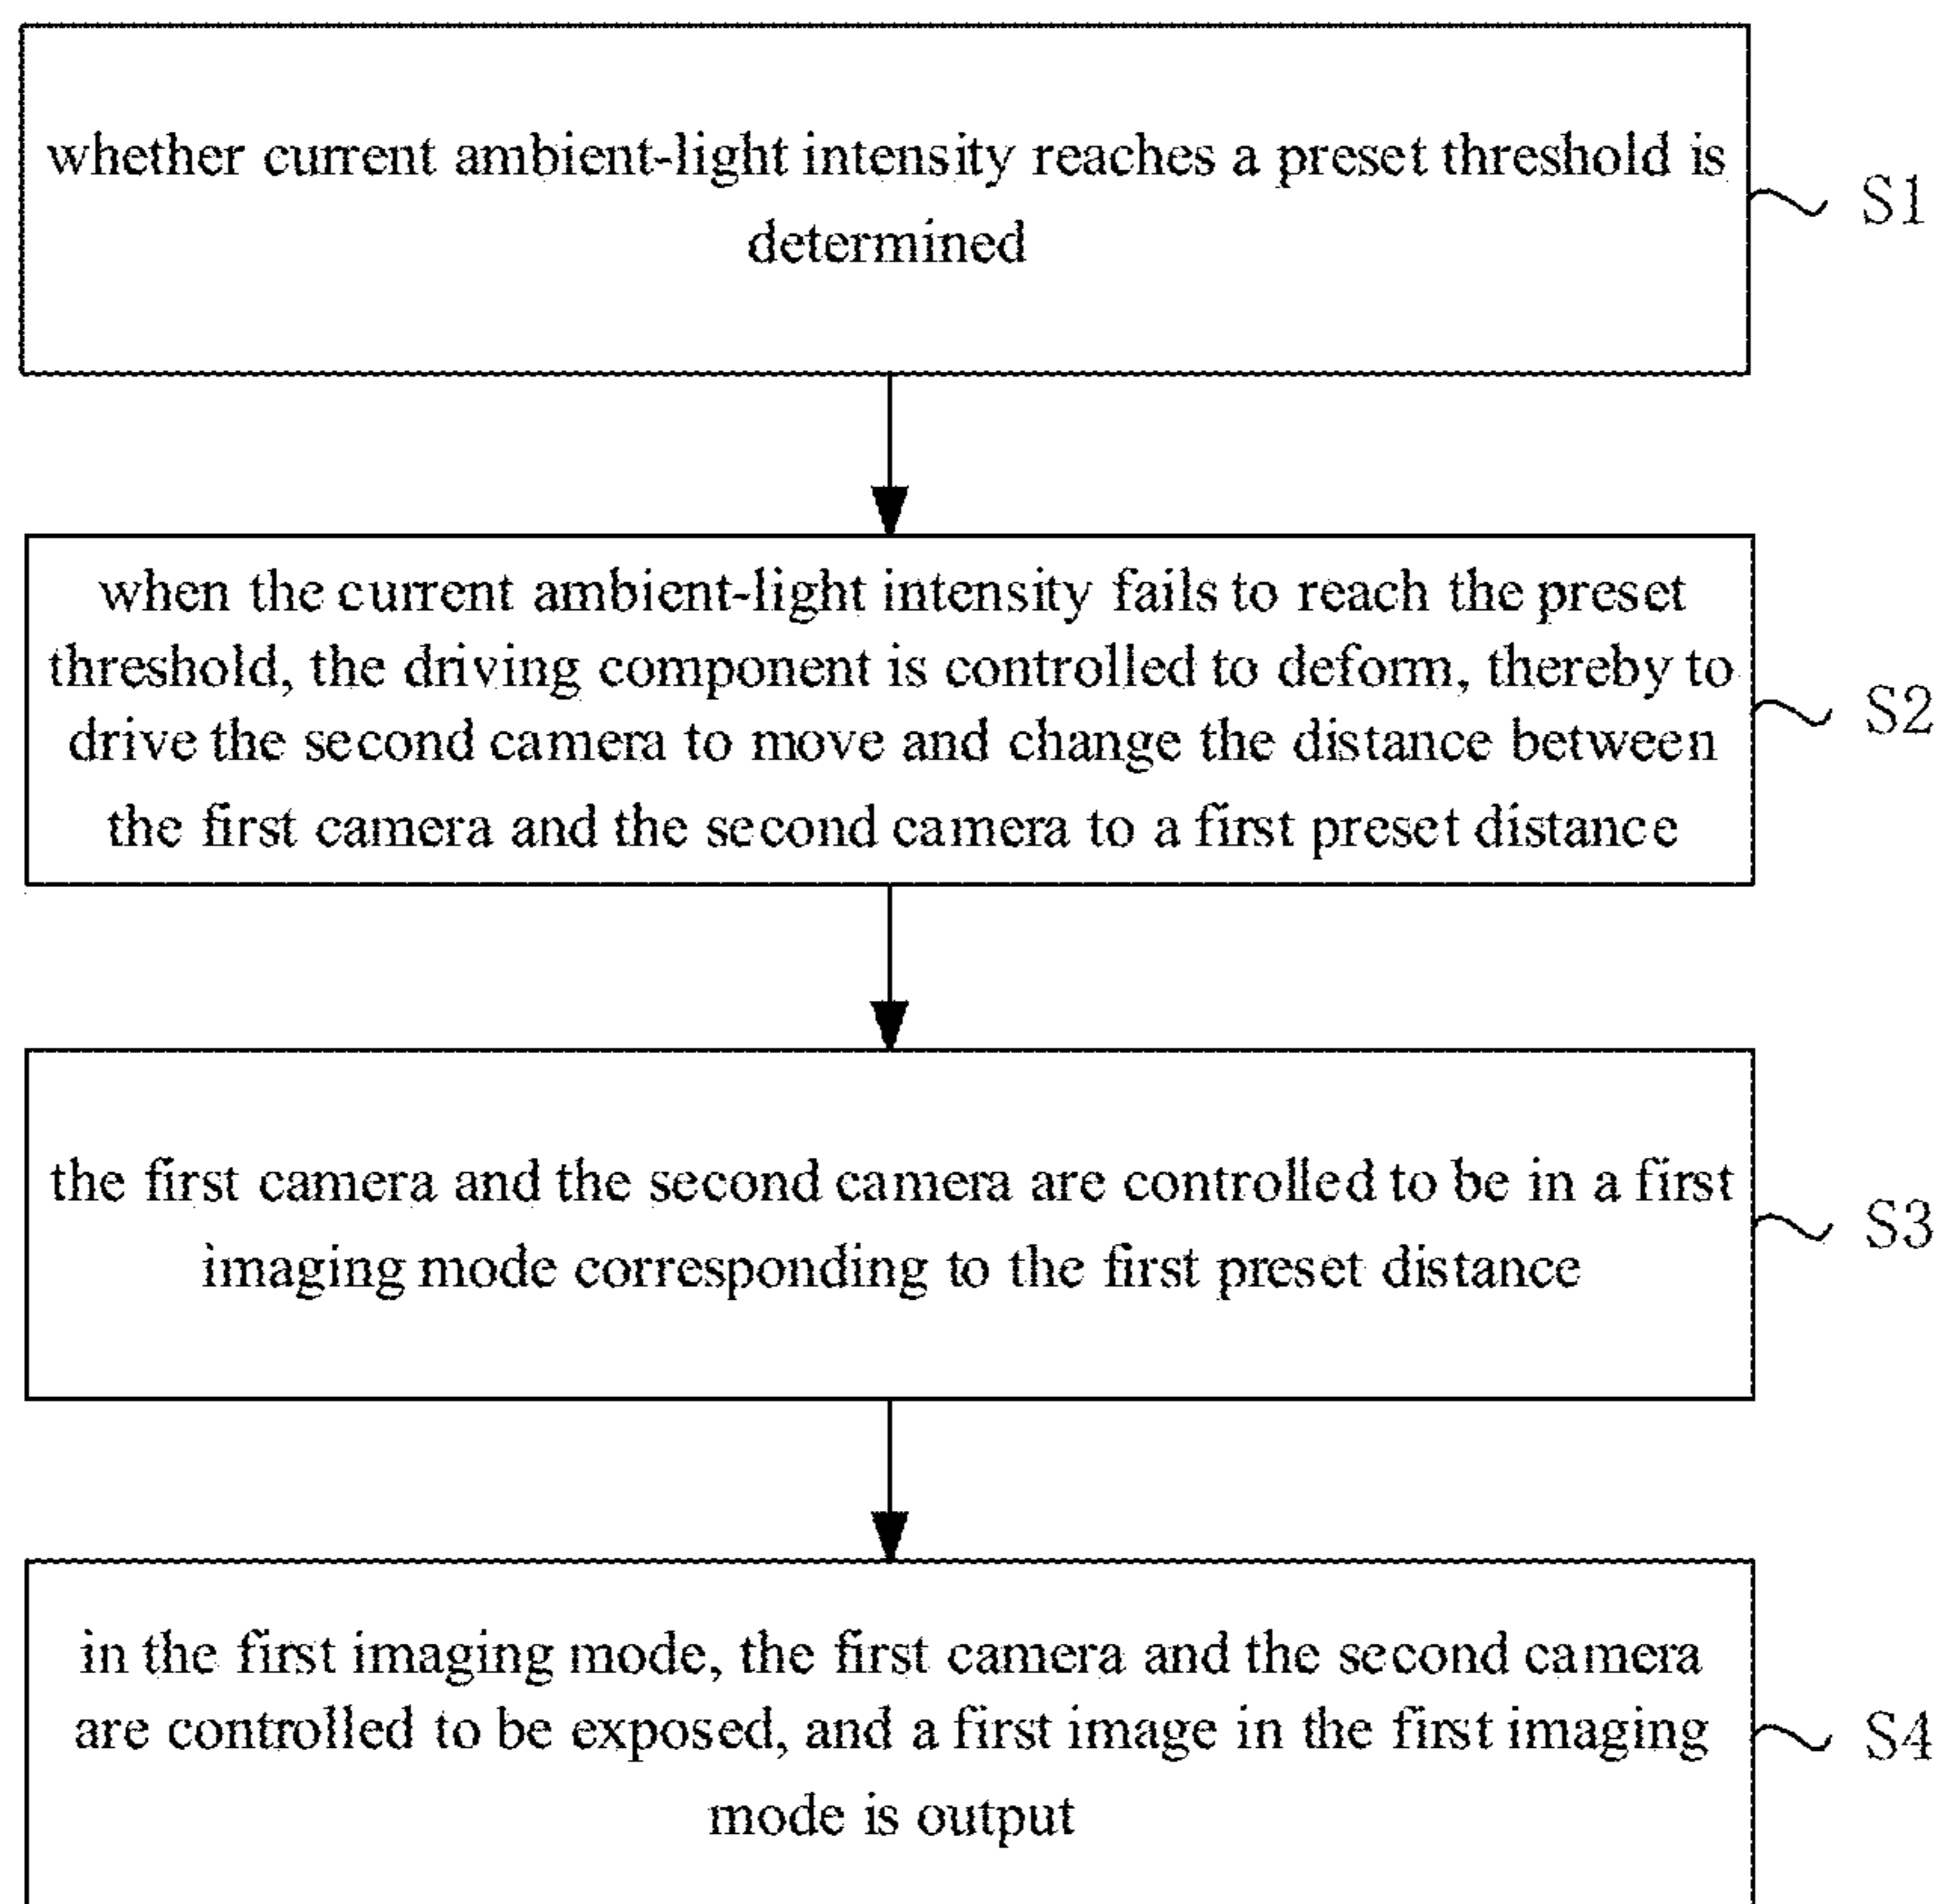 whether current ambient-light intensity reaches a preset threshold is
determined
S1
when the current ambient-light intensity fails to reach the preset
threshold, the driving component is controlled to deform, thereby to
drive the second camera to move and change the distance between
the first camera and the second camera to a first preset distance
S2
the first camera and the second camera are controlled to be in a first
imaging mode corresponding to the first preset distance
S3
in the first imaging mode, the first camera and the second camera
are controlled to be exposed, and a first image in the first imaging
mode is output
S4